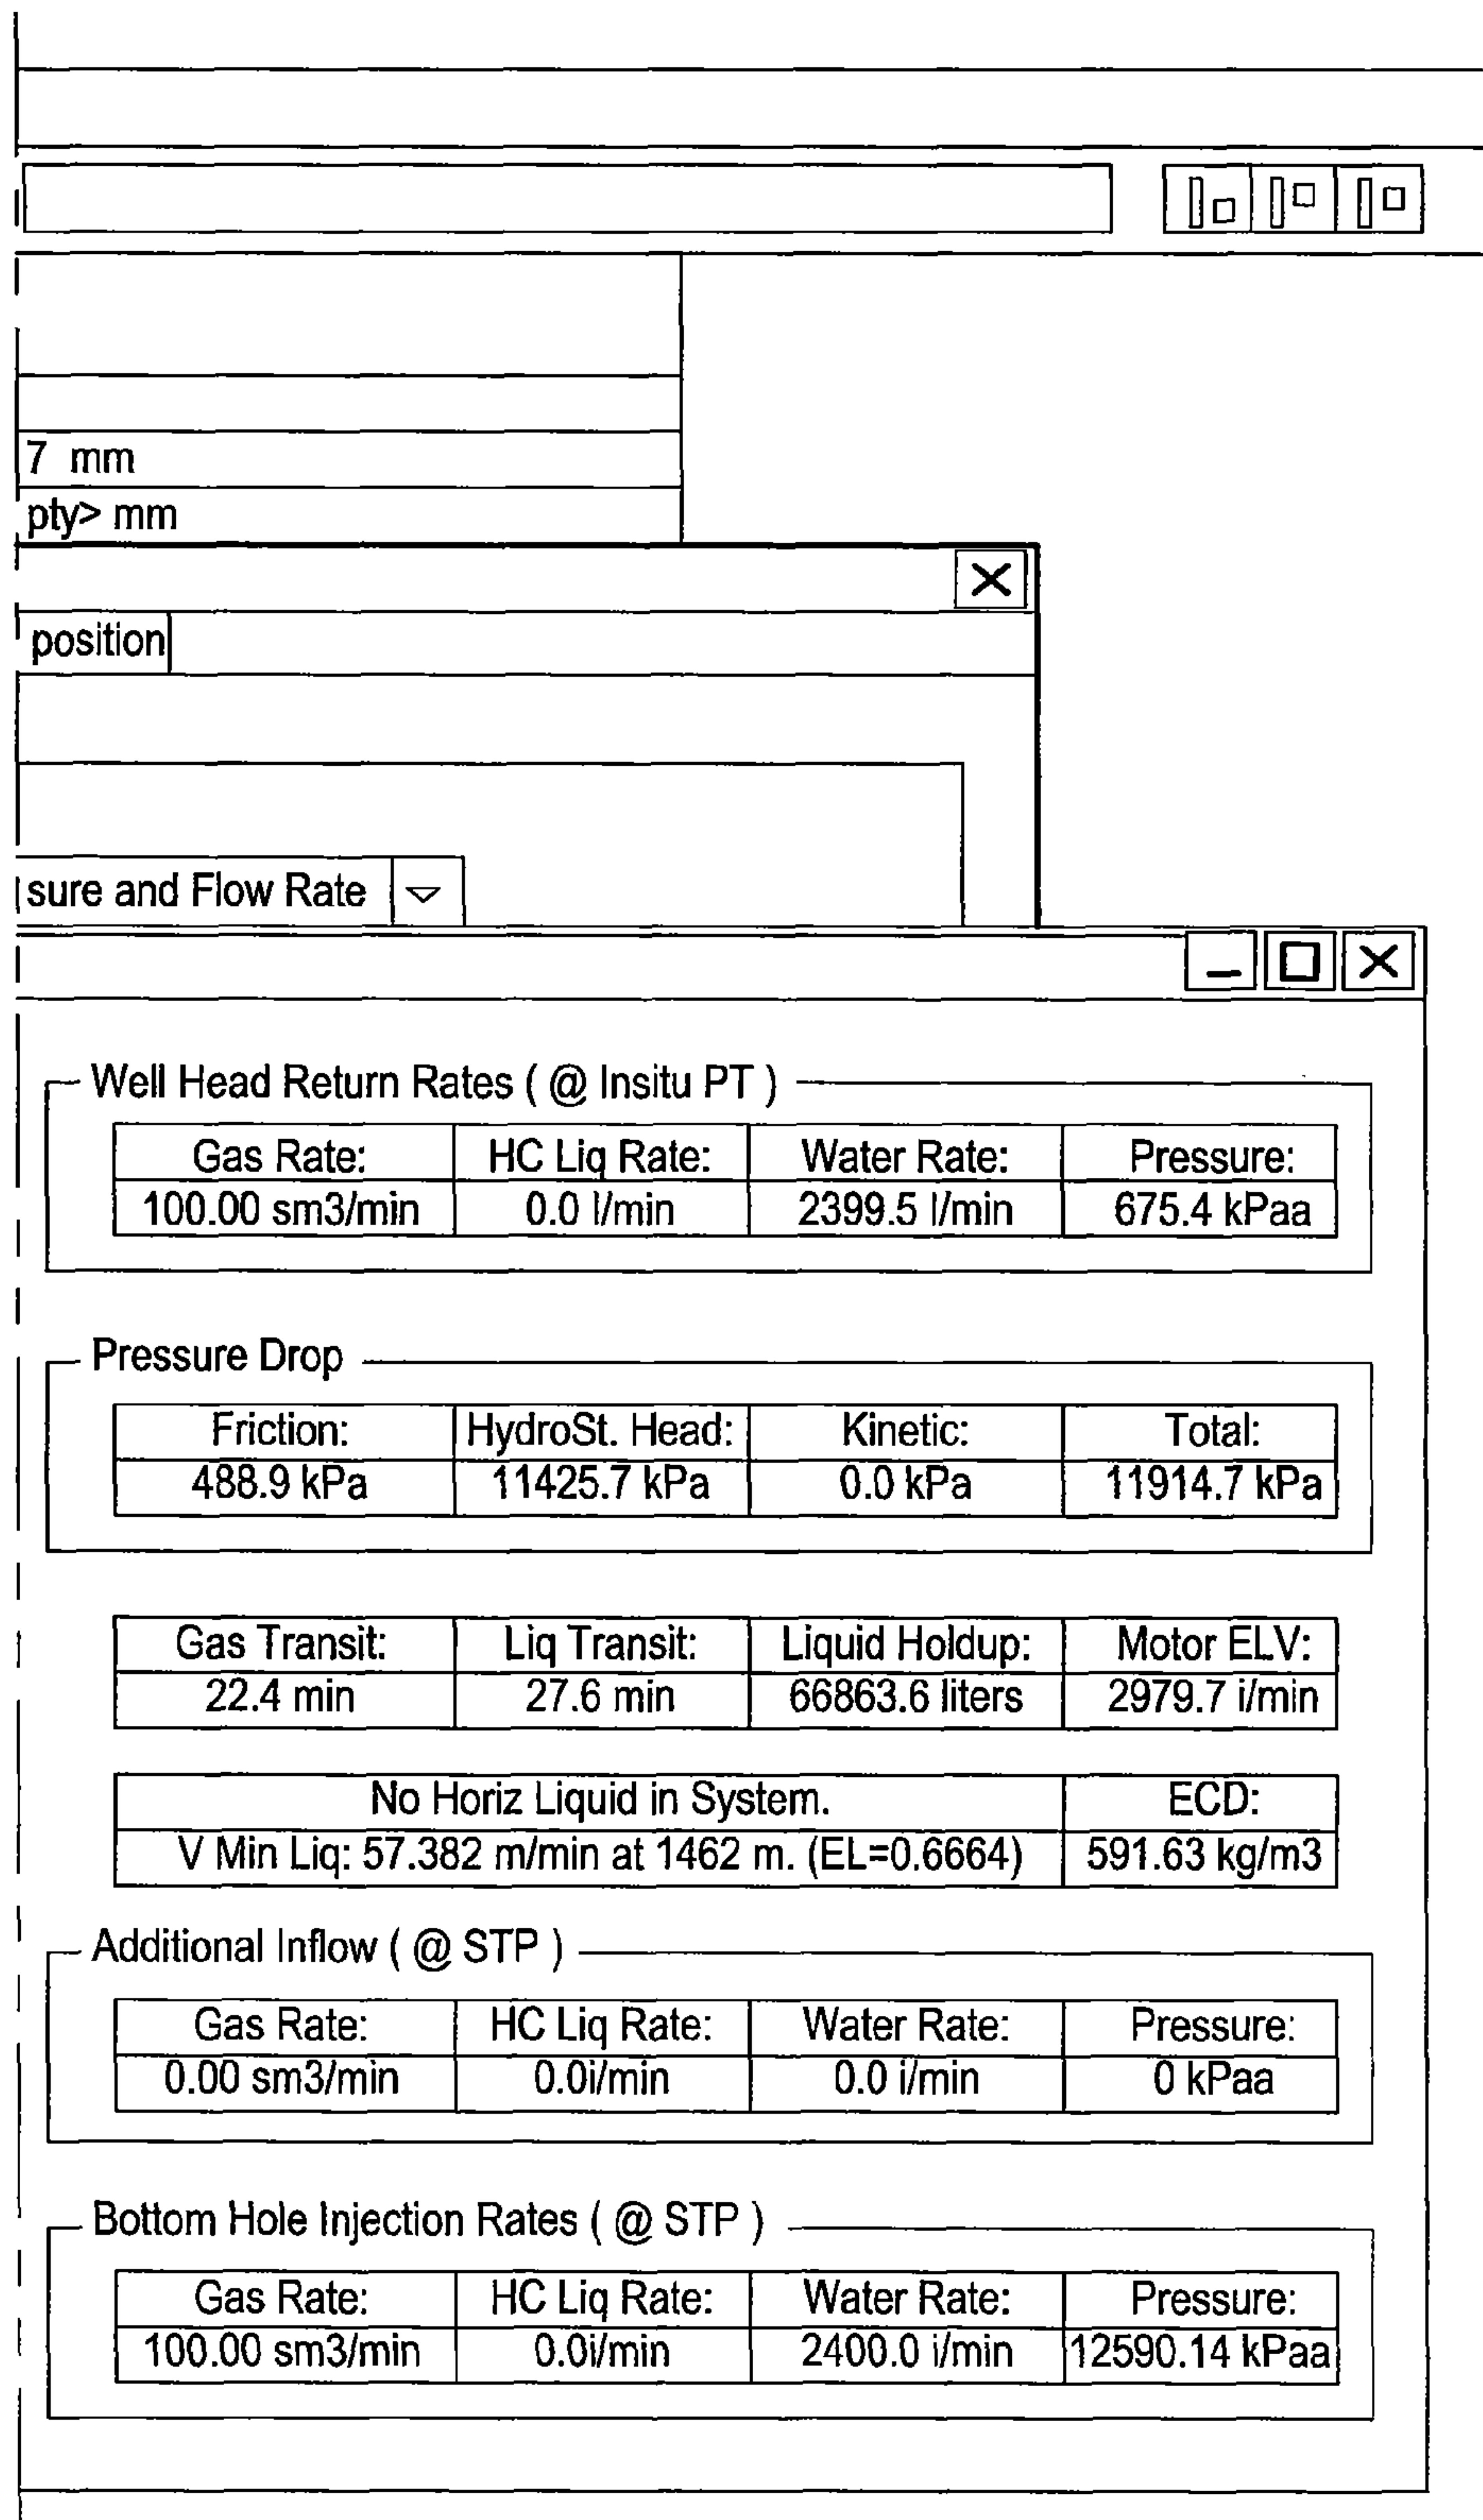 7 mm
pty> mm
position
sure and Flow Rate
Well Head Return Rates ( @ Insitu PT )
Gas Rate: HC Liq Rate: Water Rate: Pressure:
100.00 sm3/min 0.0 l/min 2399.5 l/min 675.4 kPaa
Pressure Drop
Friction: HydroSt. Head: Kinetic: Total:
488.9 kPa 11425.7 kPa 0.0 kPa 11914.7 kPa
Gas Transit: Liq Transit: Liquid Holdup: Motor ELV:
22.4 min 27.6 min 66863.6 liters 2979.7 i/min
No Horiz Liquid in System. ECD:
V Min Liq: 57.382 m/min at 1462 m. (EL=0.6664) 591.63 kg/m3
Additional Inflow ( @ STP )
Gas Rate: HC Liq Rate: Water Rate: Pressure:
0.00 sm3/min 0.0i/min 0.0 i/min 0 kPaa
Bottom Hole Injection Rates ( @ STP )
Gas Rate: HC Liq Rate: Water Rate: Pressure:
100.00 sm3/min 0.0i/min 2400.0 i/min 12590.14 kPaa